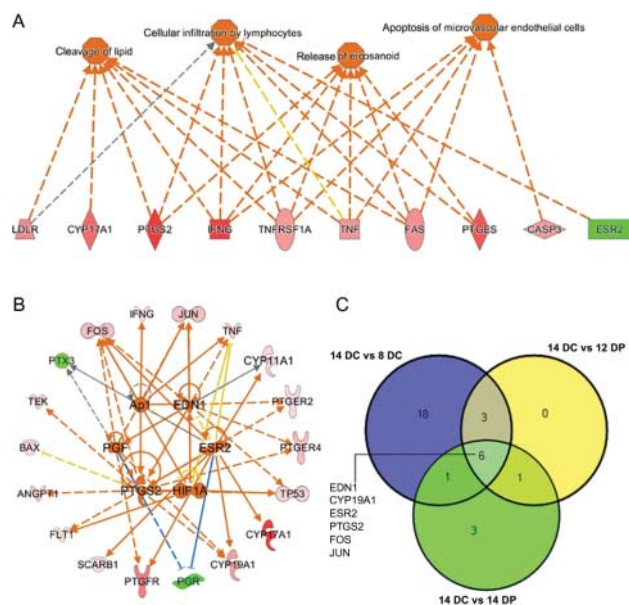 A
Cleavage of lipid
Cellular infiltration by lymphocytes
Release of eicosanoid
Apoptosis of microvascular endothelial cells
LDLR
CYP17A1
PTGS2
IFNG
TNFRSF1A
TNF
FAS
PTGES
CASP3
ESR2
B
IFNG
JUN
FOS
TNF
PTX3
CYP11A1
Ap1
EDN1
TEK
PTGER2
PGF
ESR2
BAX
PTGER4
PTGS2
HIF1A
ANGPT1
TP53
FLT1
CYP17A1
SCARB1
CYP19A1
PTGFR
PGR
C
14 DC vs 8 DC
14 DC vs 12 DP
18
3
0
6
1
1
EDN1
CYP19A1
ESR2
PTGS2
FOS
JUN
3
14 DC vs 14 DP